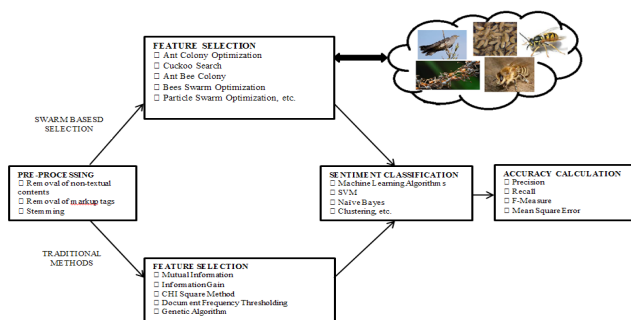 FEATURE SELECTION
▯ Ant Colony Optimization
▯ Cuckoo Search
▯ Ant Bee Colony
▯ Bees Swarm Optimization
▯ Particle Swarm Optimization, etc.
SWARM BASESD
SELECTION
PRE-PROCESSING
▯ Removal of non-textual
contents
▯ Removal of markup tags
▯ Stemming
SENTIMENT CLASSIFICATION
▯ Machine Learning Algorithms
▯ SVM
▯ Naïve Bayes
▯ Clustering, etc.
ACCURACY CALCULATION
▯ Precision
▯ Recall
▯ F-Measure
▯ Mean Square Error
TRADITIONAL
METHODS
FEATURE SELECTION
▯ Mutual Information
▯ Information Gain
▯ CHI Square Method
▯ Document Frequency Thresholding
▯ Genetic Algorithm